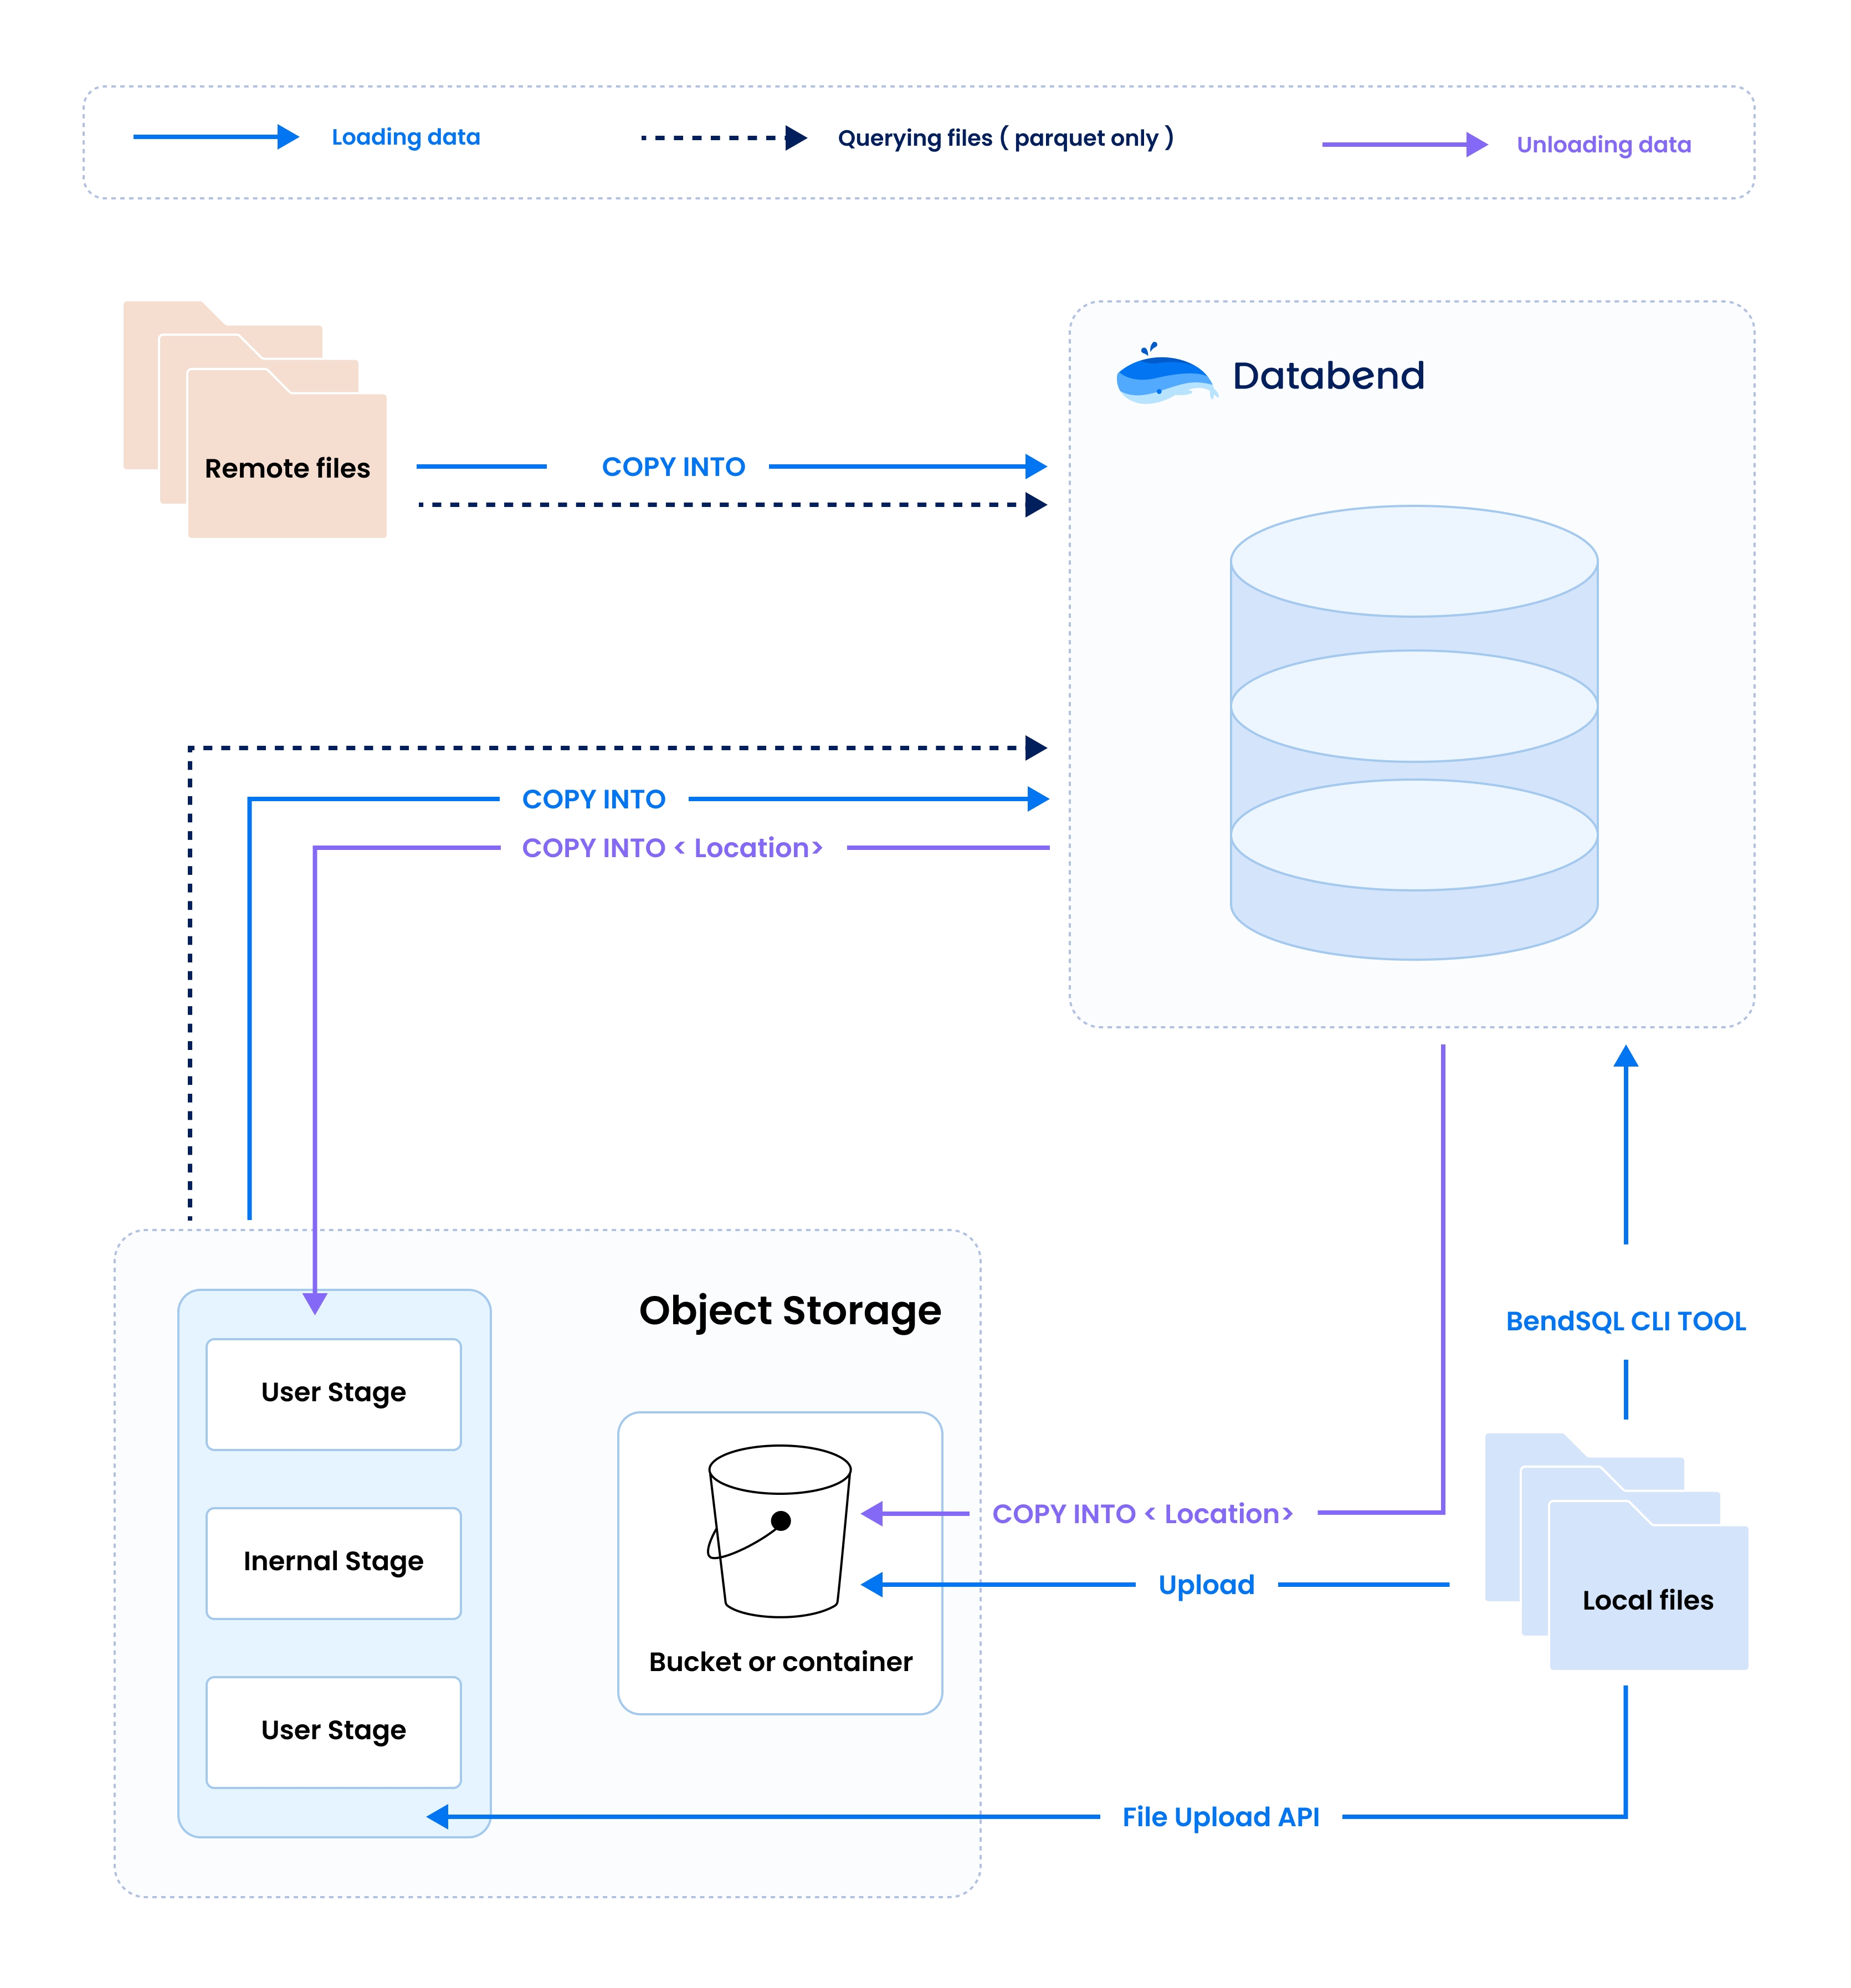 Loading data
Querying files ( parquet only )
Unloading data
Databend
Remote files
COPY INTO
COPY INTO
COPY INTO < Location>
Object Storage
BendSQL CLI TOOL
User Stage
COPY INTO < Location>
Inernal Stage
Upload
Local files
Bucket or container
User Stage
File Upload API